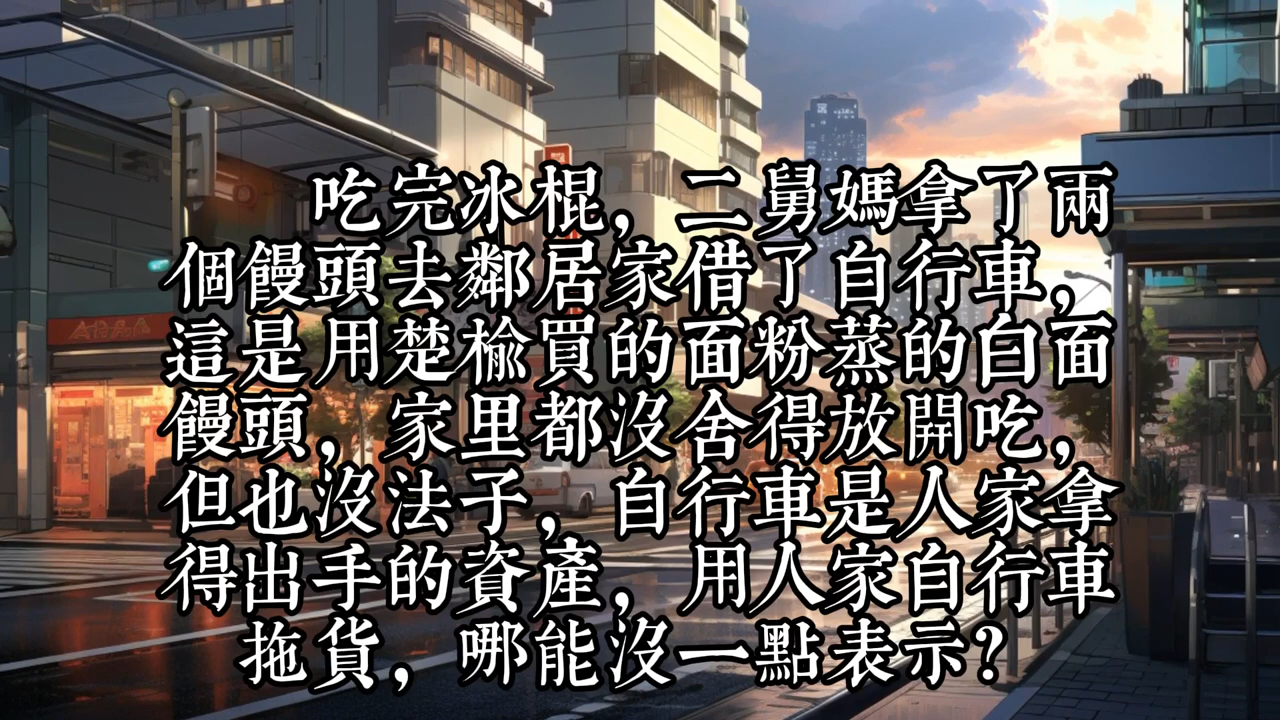 吃完冰棍，二舅媽拿了兩
個饅頭去鄰居家借了自行車，
這是用楚楡買的面粉蒸的白面
饅頭，家里都沒舍得放開吃，
但也沒法子，自行車是人家拿
得出手的資產，用人家自行車
拖貨，哪能沒一點表示？